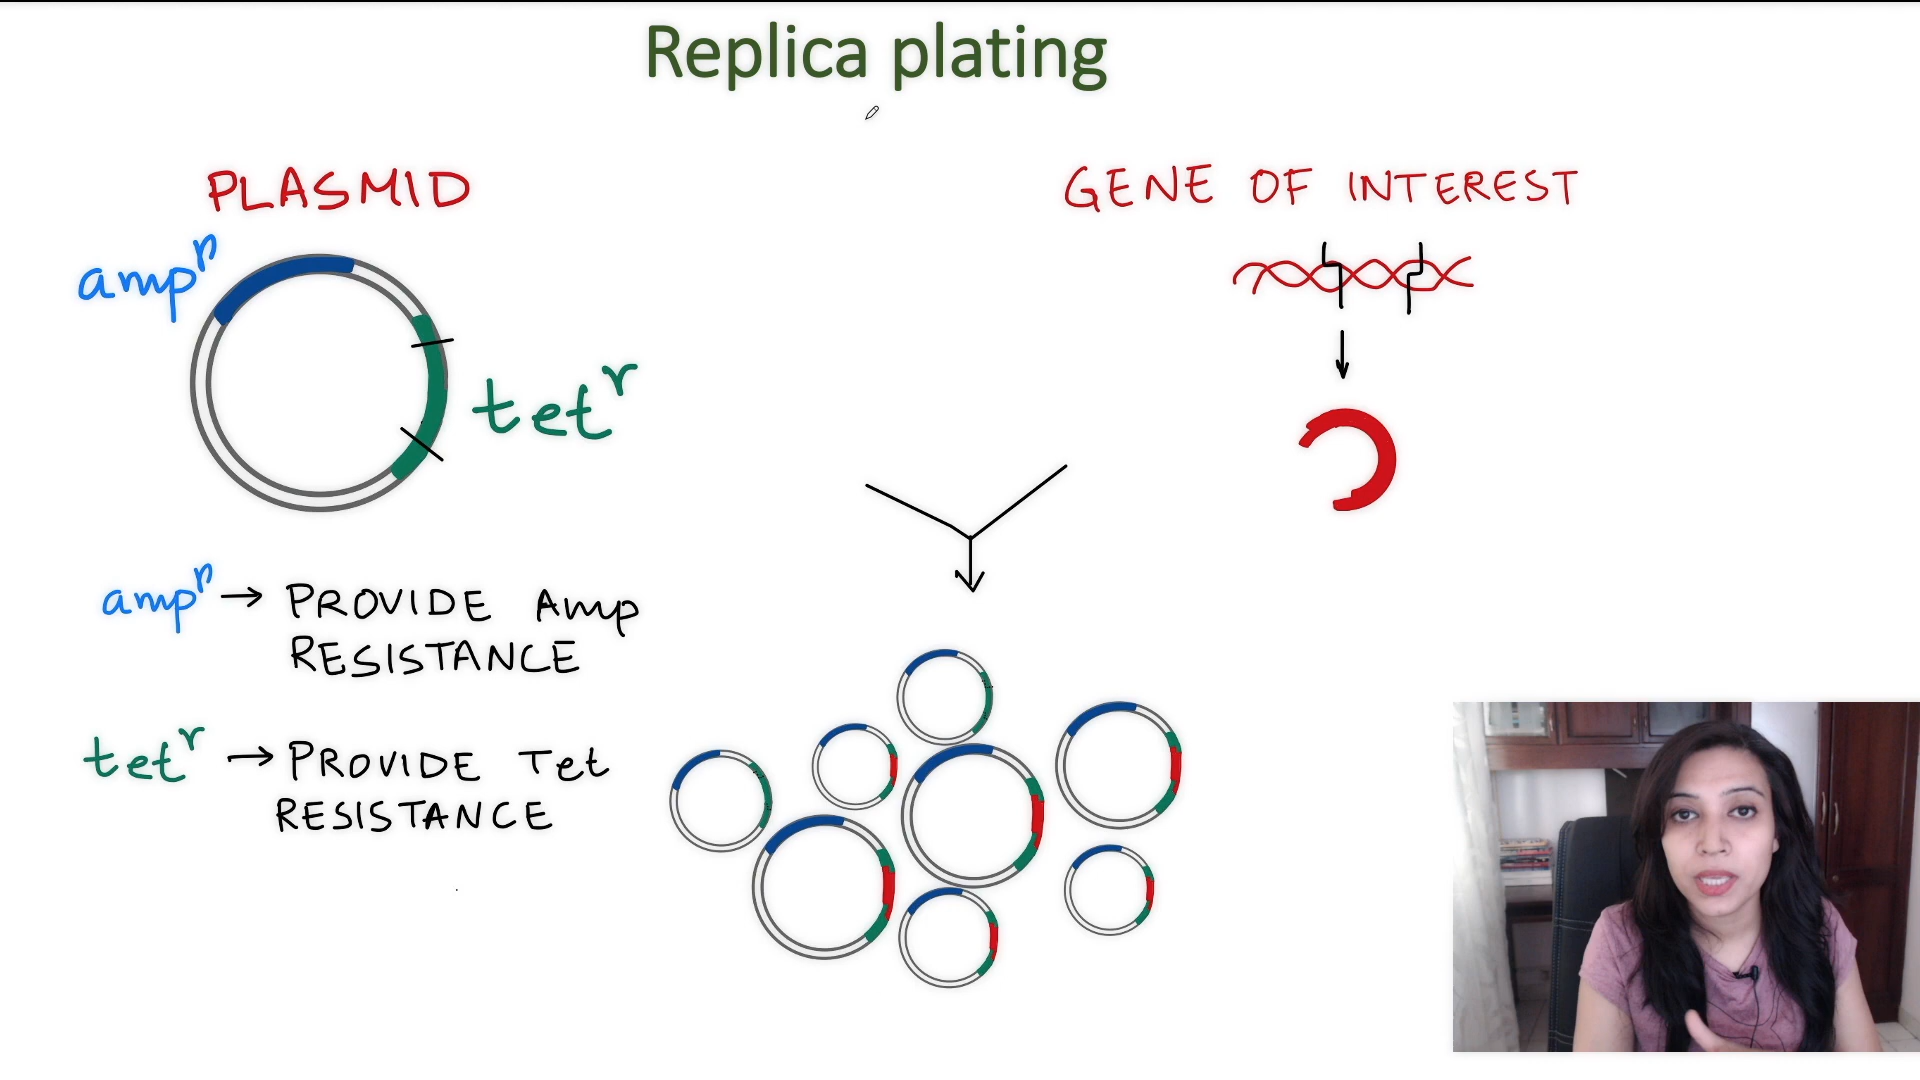 Replica plating
PLASMID
amp^r
tet^r
amp^r → PROVIDE Amp
RESISTANCE
tet^r → PROVIDE Tet
RESISTANCE
GENE OF INTEREST